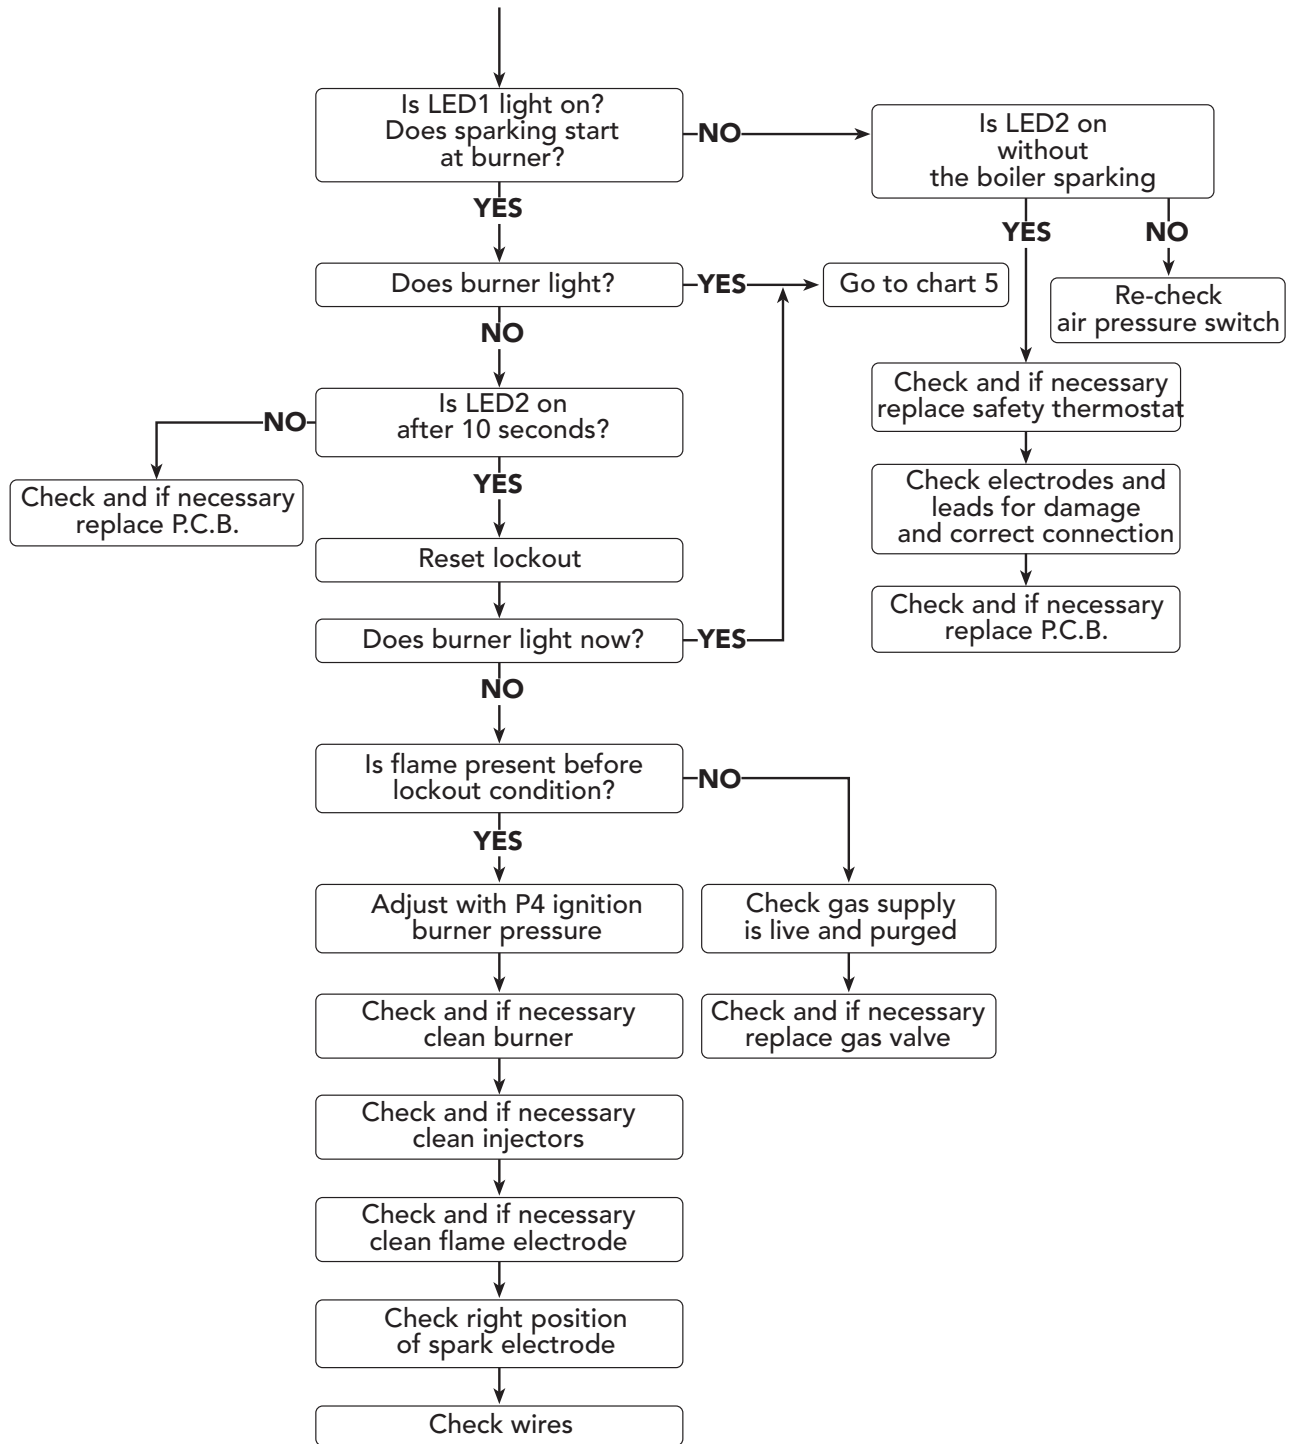 Is LED1 light on?
Does sparking start
at burner?
NO
Is LED2 on
without
the boiler sparking
YES
YES
NO
Does burner light?
YES
Go to chart 5
Re-check
air pressure switch
NO
Check and if necessary
replace safety thermostat
Is LED2 on
after 10 seconds?
NO
YES
Check and if necessary
replace P.C.B.
Check electrodes and
leads for damage
and correct connection
Reset lockout
Check and if necessary
replace P.C.B.
Does burner light now?
YES
NO
Is flame present before
lockout condition?
NO
YES
Adjust with P4 ignition
burner pressure
Check gas supply
is live and purged
Check and if necessary
clean burner
Check and if necessary
replace gas valve
Check and if necessary
clean injectors
Check and if necessary
clean flame electrode
Check right position
of spark electrode
Check wires